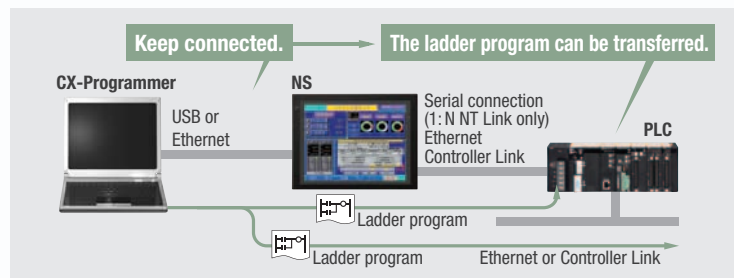 Keep connected.
The ladder program can be transferred.
CX-Programmer
NS
USB or
Ethernet
Serial connection
(1: N NT Link only)
Ethernet
Controller Link
PLC
Ladder program
Ladder program
Ethernet or Controller Link